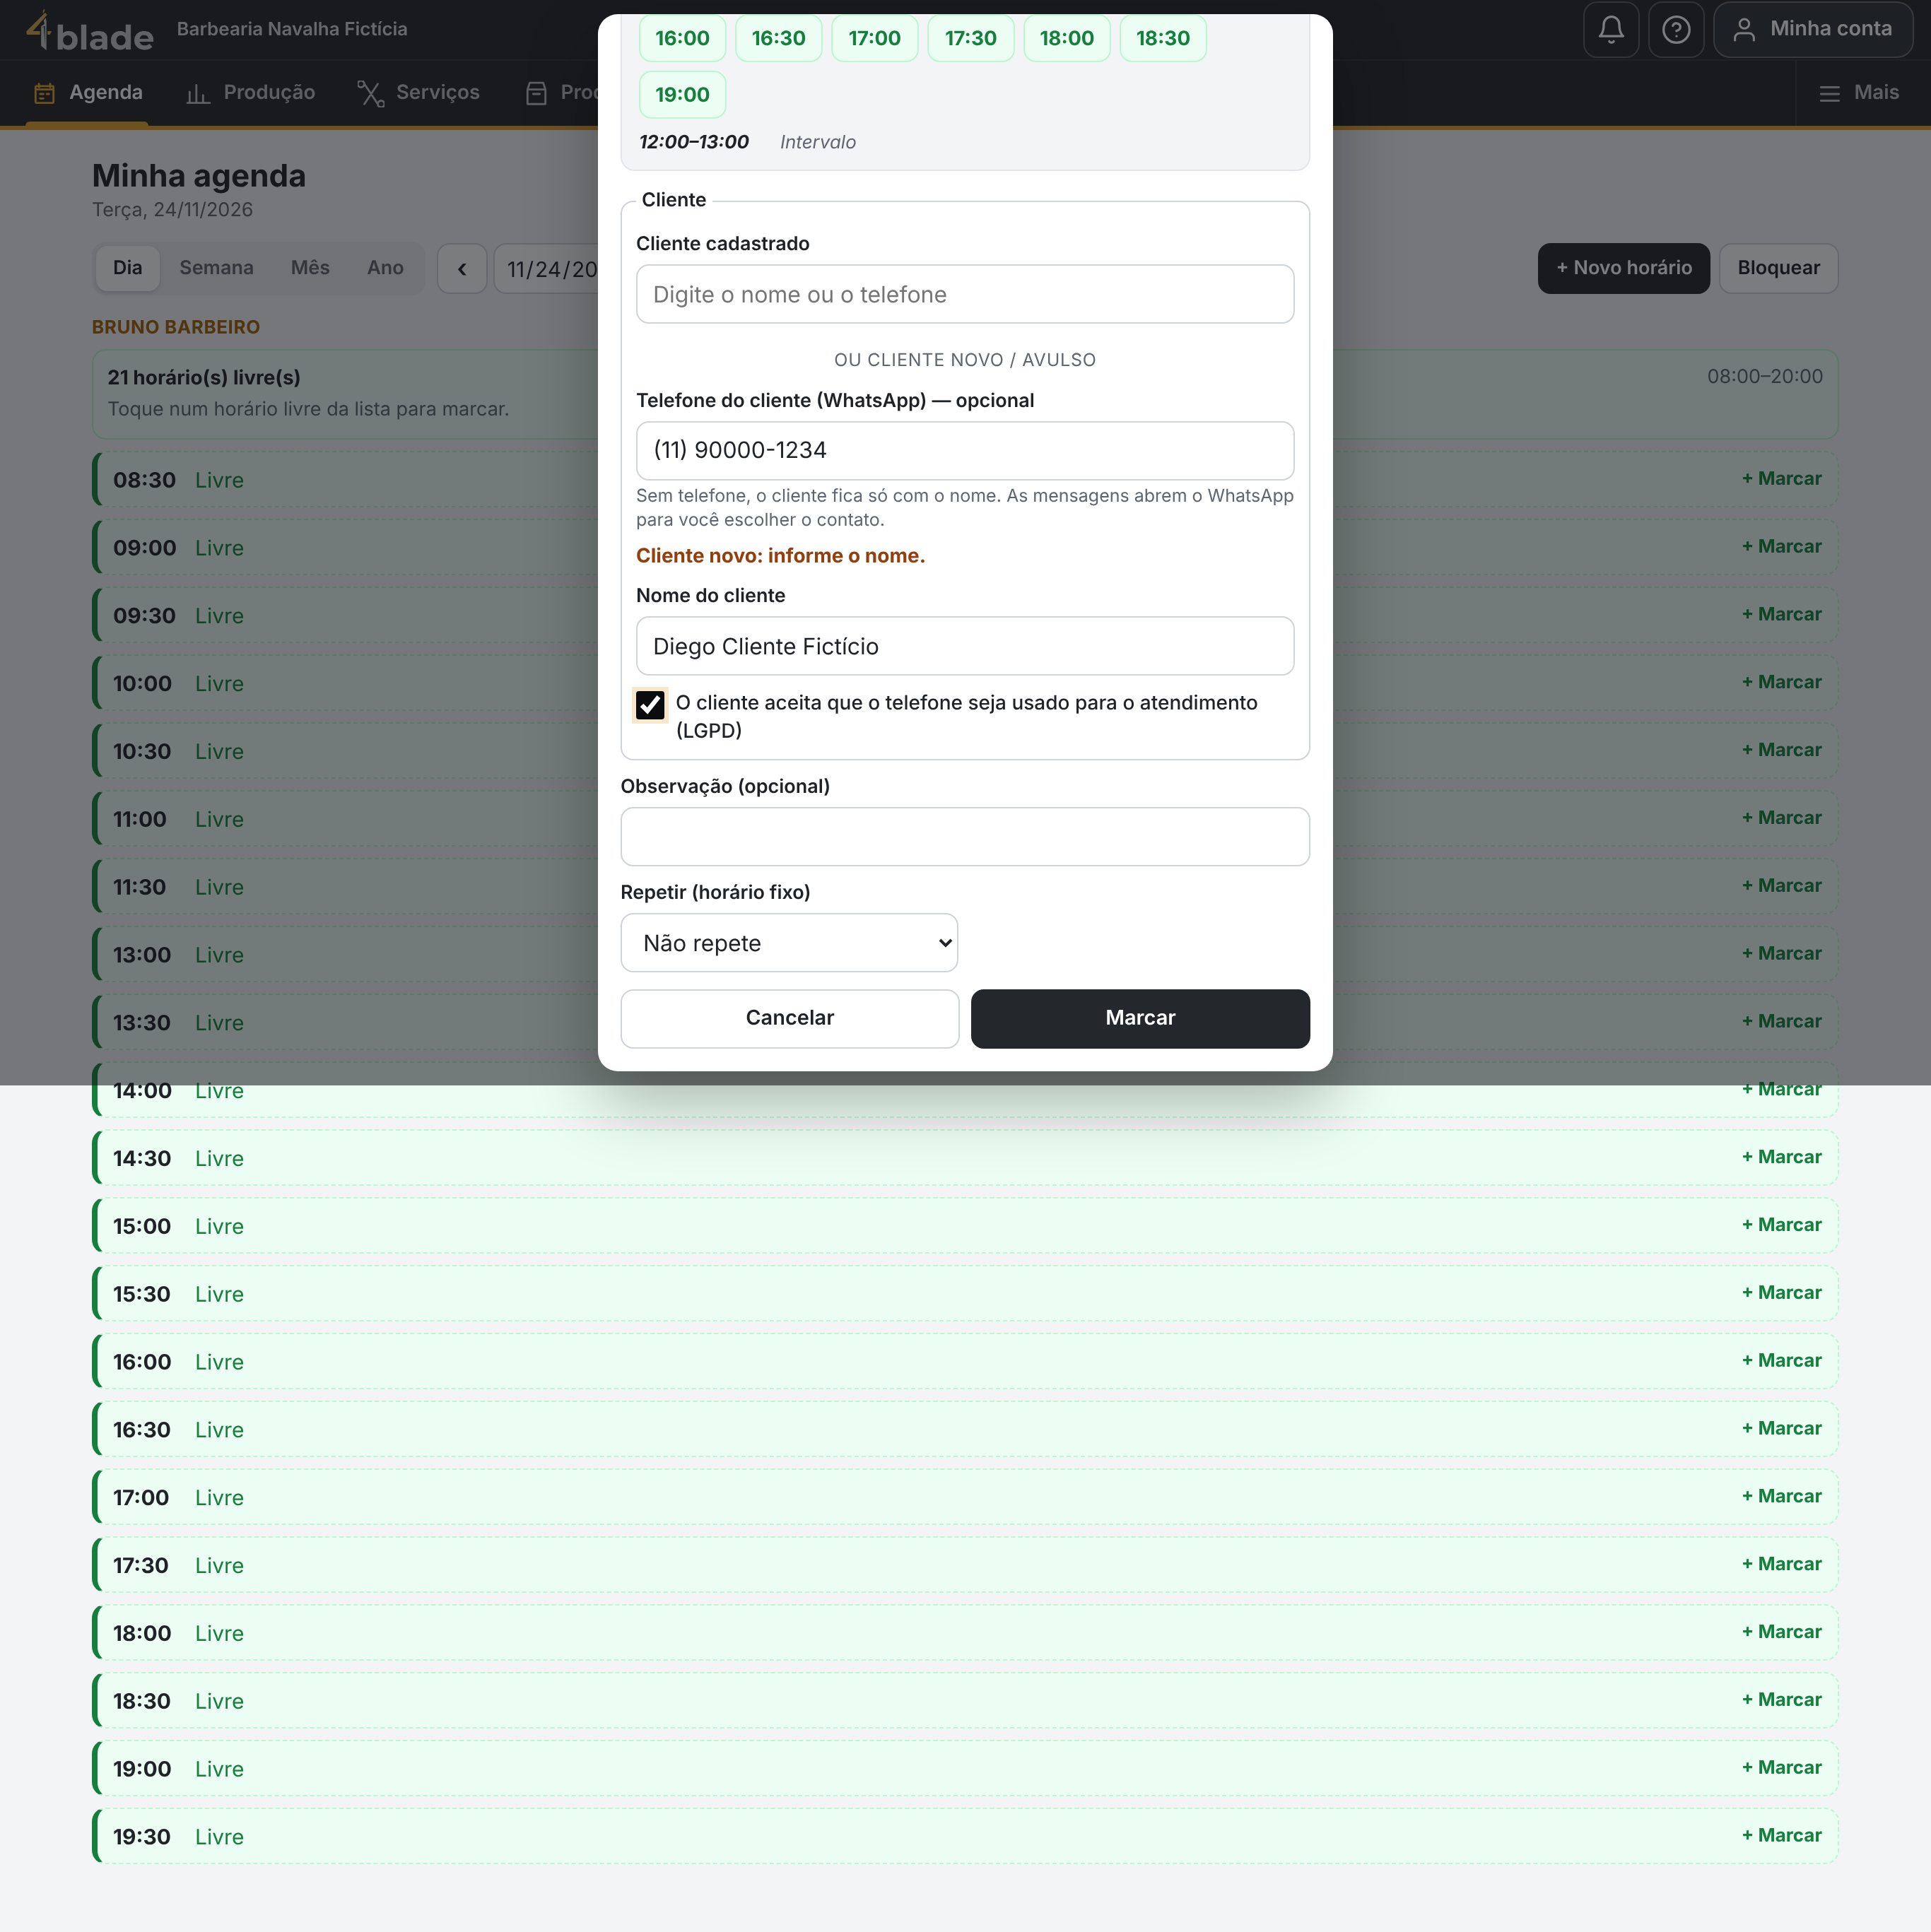 4blade
Barbearia Navalha Fictícia
Minha conta
Agenda
Produção
Serviços
Mais
Minha agenda
Terça, 24/11/2026
Dia
Semana
Mês
Ano
‹
11/24/20
+ Novo horário
Bloquear
BRUNO BARBEIRO
21 horário(s) livre(s)
08:00–20:00
Toque num horário livre da lista para marcar.
08:30 Livre + Marcar
09:00 Livre + Marcar
09:30 Livre + Marcar
10:00 Livre + Marcar
10:30 Livre + Marcar
11:00 Livre + Marcar
11:30 Livre + Marcar
13:00 Livre + Marcar
13:30 Livre + Marcar
14:00 Livre + Marcar
14:30 Livre + Marcar
15:00 Livre + Marcar
15:30 Livre + Marcar
16:00 Livre + Marcar
16:30 Livre + Marcar
17:00 Livre + Marcar
17:30 Livre + Marcar
18:00 Livre + Marcar
18:30 Livre + Marcar
19:00 Livre + Marcar
19:30 Livre + Marcar
16:00 16:30 17:00 17:30 18:00 18:30
19:00
12:00–13:00 Intervalo
Cliente
Cliente cadastrado
Digite o nome ou o telefone
OU CLIENTE NOVO / AVULSO
Telefone do cliente (WhatsApp) — opcional
(11) 90000-1234
Sem telefone, o cliente fica só com o nome. As mensagens abrem o WhatsApp
para você escolher o contato.
Cliente novo: informe o nome.
Nome do cliente
Diego Cliente Fictício
O cliente aceita que o telefone seja usado para o atendimento
(LGPD)
Observação (opcional)
Repetir (horário fixo)
Não repete
Cancelar
Marcar